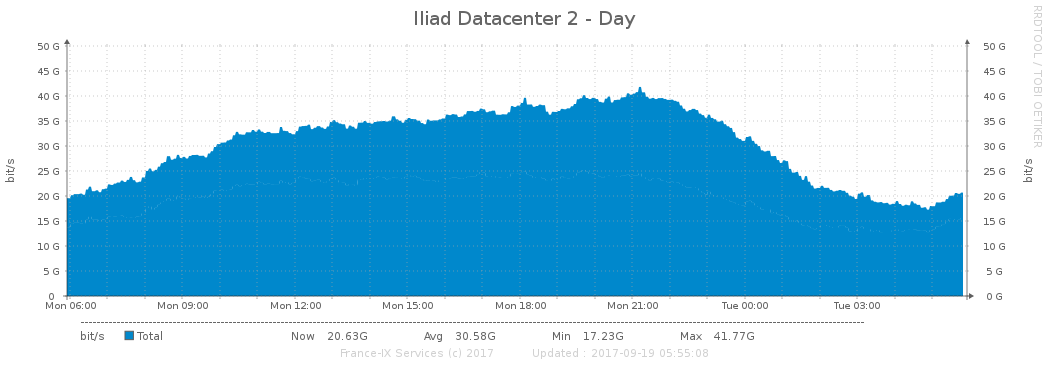 Iliad Datacenter 2 - Day
RRDTOOL / TOBI OETIKER
50 G 50 G
45 G 45 G
40 G 40 G
35 G 35 G
30 G 30 G
25 G 25 G
20 G 20 G
15 G 15 G
10 G 10 G
5 G 5 G
0 0 G
bit/s bit/s
Mon 06:00 Mon 09:00 Mon 12:00 Mon 15:00 Mon 18:00 Mon 21:00 Tue 00:00 Tue 03:00
bit/s Total Now 20.63G Avg 30.58G Min 17.23G Max 41.77G
France-IX Services (c) 2017 Updated : 2017-09-19 05:55:08